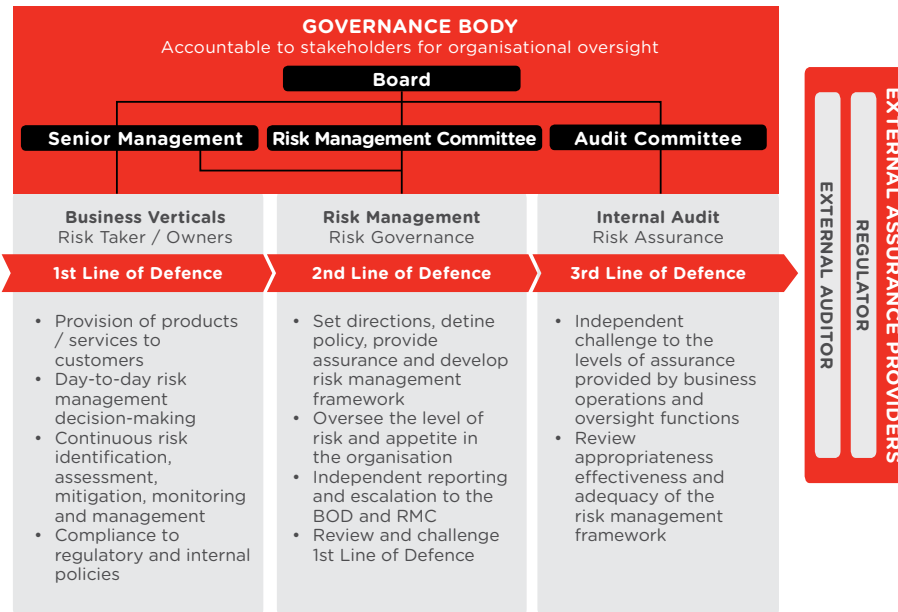 GOVERNANCE BODY
Accountable to stakeholders for organisational oversight
Board
Senior Management
Risk Management Committee
Audit Committee
Business Verticals
Risk Taker / Owners
1st Line of Defence
• Provision of products
/ services to
customers
• Day-to-day risk
management
decision-making
• Continuous risk
identification,
assessment,
mitigation, monitoring
and management
• Compliance to
regulatory and internal
policies
Risk Management
Risk Governance
2nd Line of Defence
• Set directions, detine
policy, provide
assurance and develop
risk management
framework
• Oversee the level of
risk and appetite in
the organisation
• Independent reporting
and escalation to the
BOD and RMC
• Review and challenge
1st Line of Defence
Internal Audit
Risk Assurance
3rd Line of Defence
• Independent
challenge to the
levels of assurance
provided by business
operations and
oversight functions
• Review
appropriateness
effectiveness and
adequacy of the
risk management
framework
EXTERNAL ASSURANCE PROVIDERS
REGULATOR
EXTERNAL AUDITOR